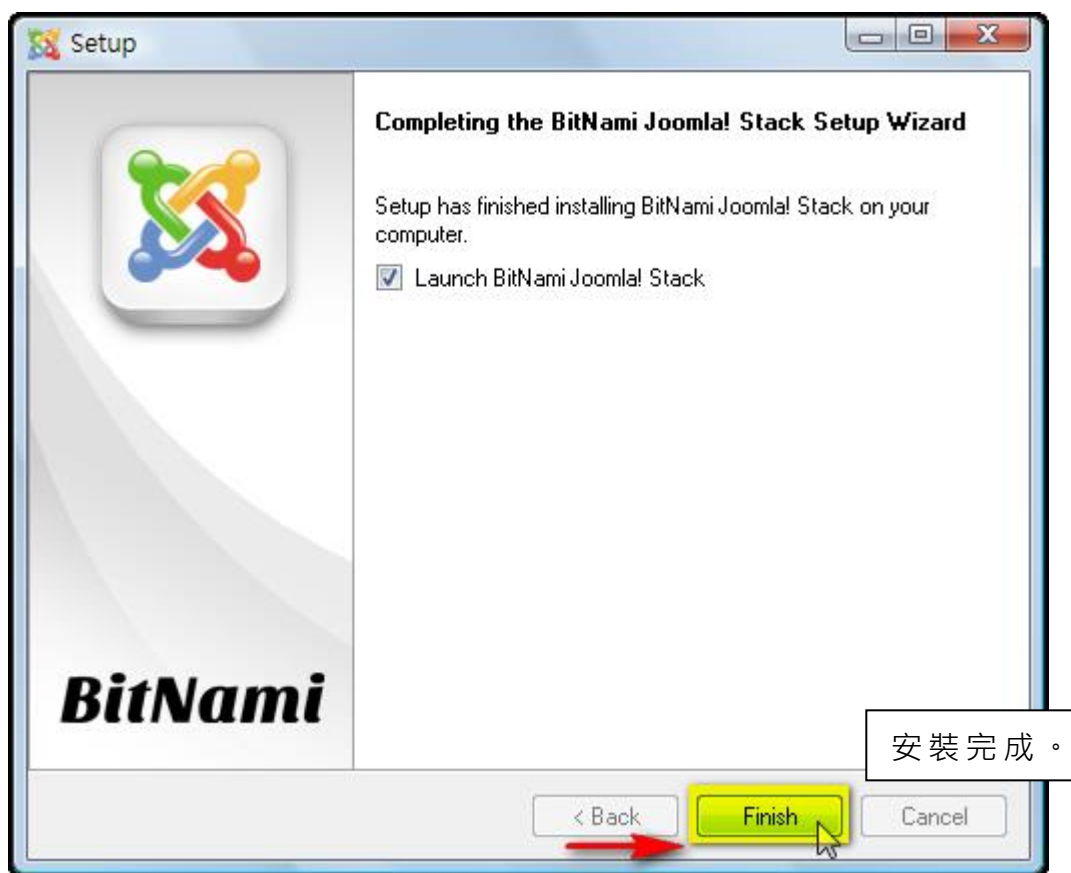 Setup
Completing the BitNami Joomla! Stack Setup Wizard
Setup has finished installing BitNami Joomla! Stack on your
computer.
Launch BitNami Joomla! Stack
BitNami
安裝完成。
< Back
Finish
Cancel